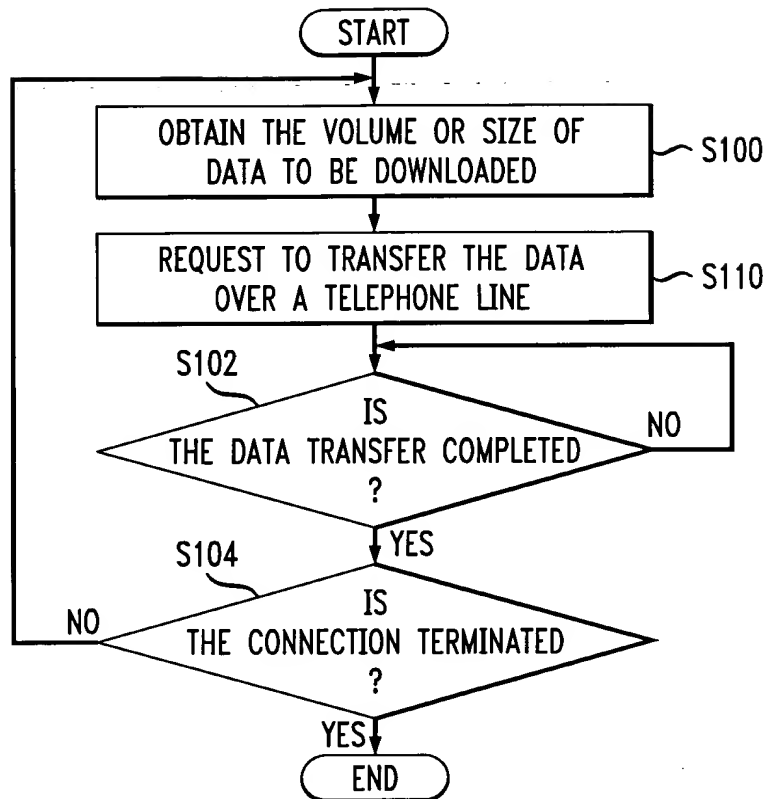 START
OBTAIN THE VOLUME OR SIZE OF
DATA TO BE DOWNLOADED
S100
REQUEST TO TRANSFER THE DATA
OVER A TELEPHONE LINE
S110
S102
IS
THE DATA TRANSFER COMPLETED
?
NO
YES
S104
IS
THE CONNECTION TERMINATED
?
NO
YES
END